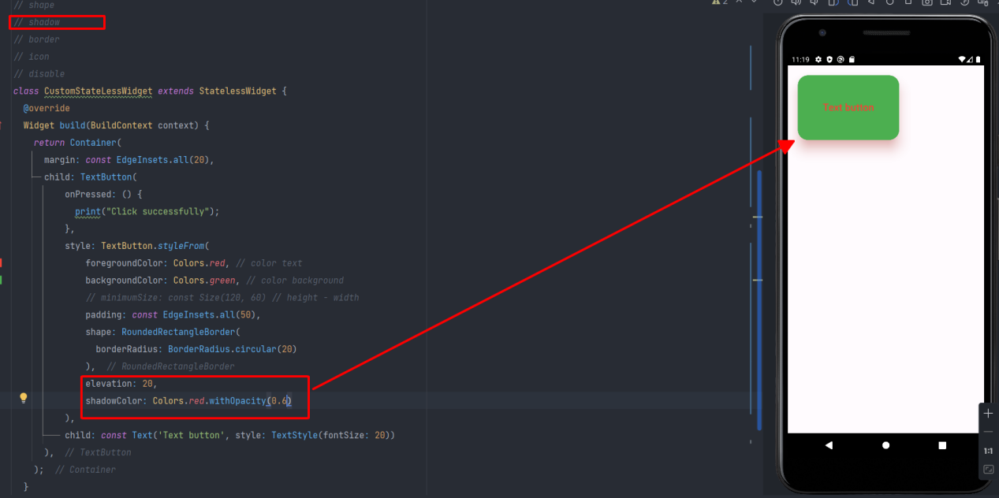 // shape
2
// shadow
// border
// icon
// disable
class CustomStateLessWidget extends StatelessWidget {
@override
Widget build(BuildContext context) {
return Container(
margin: const EdgeInsets.all(20),
child: TextButton(
onPressed: () {
print("Click successfully");
},
style: TextButton.styleFrom(
foregroundColor: Colors.red, // color text
backgroundColor: Colors.green, // color background
// minimumSize: const Size(120, 60) // height - width
padding: const EdgeInsets.all(50),
shape: RoundedRectangleBorder(
borderRadius: BorderRadius.circular(20)
), // RoundedRectangleBorder
elevation: 20,
shadowColor: Colors.red.withOpacity(0.6)
),
child: const Text('Text button', style: TextStyle(fontSize: 20))
), // TextButton
); // Container
}
11:19
Text button
1:1